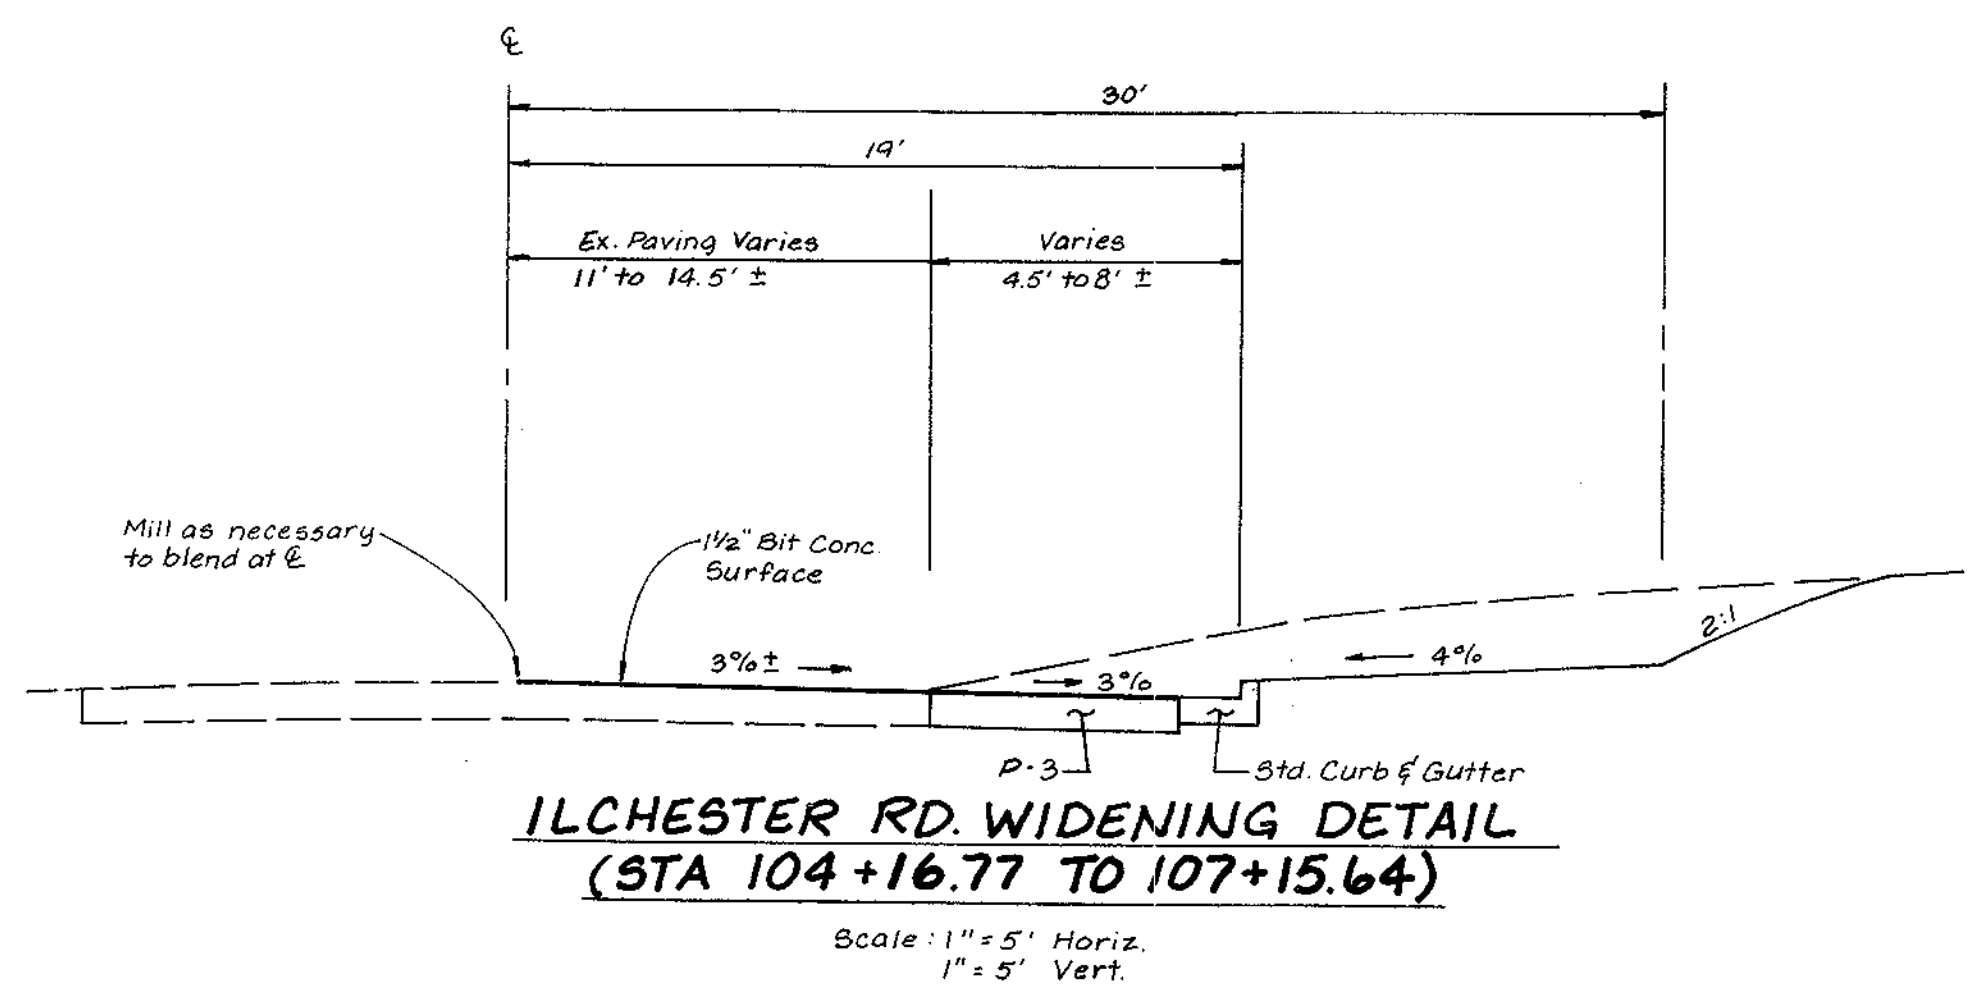 ℄
30'
19'
Ex. Paving Varies
11' to 14.5' ±
Varies
4.5' to 8' ±
Mill as necessary
to blend at ℄
1½" Bit Conc.
Surface
3% ±
3%
4%
2:1
P-3
Std. Curb & Gutter
ILCHESTER RD. WIDENING DETAIL
(STA 104+16.77 TO 107+15.64)
Scale: 1" = 5' Horiz.
1" = 5' Vert.